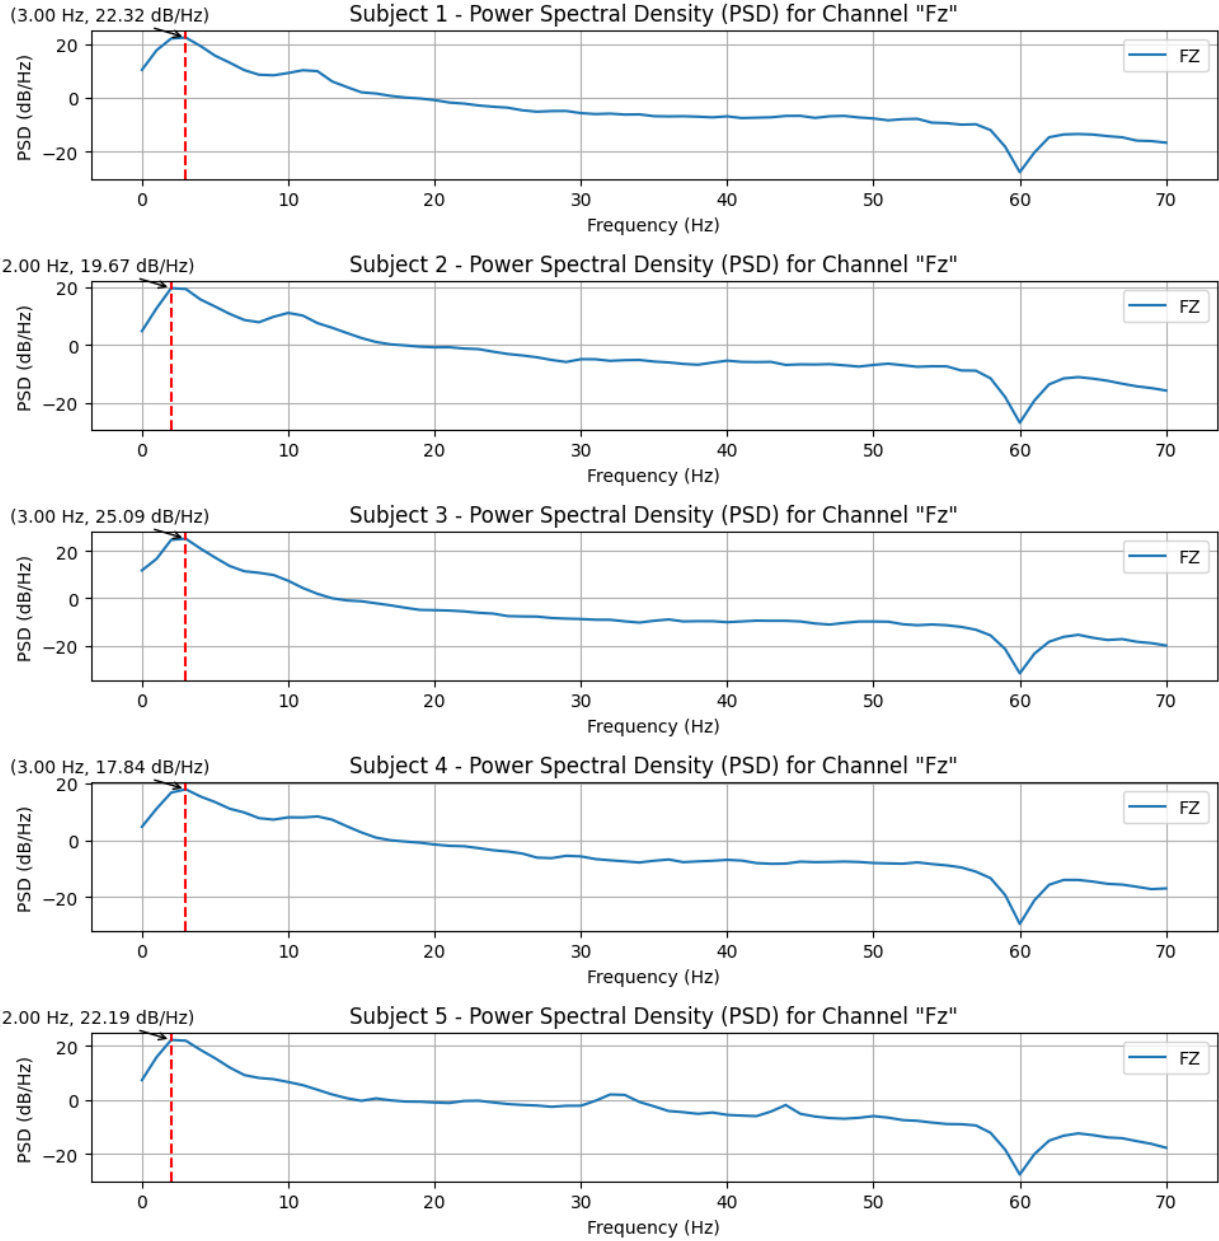 (3.00 Hz, 22.32 dB/Hz)
Subject 1 - Power Spectral Density (PSD) for Channel "Fz"
FZ
PSD (dB/Hz)
20
0
−20
0 10 20 30 40 50 60 70
Frequency (Hz)
2.00 Hz, 19.67 dB/Hz)
Subject 2 - Power Spectral Density (PSD) for Channel "Fz"
FZ
PSD (dB/Hz)
20
0
−20
0 10 20 30 40 50 60 70
Frequency (Hz)
(3.00 Hz, 25.09 dB/Hz)
Subject 3 - Power Spectral Density (PSD) for Channel "Fz"
FZ
PSD (dB/Hz)
20
0
−20
0 10 20 30 40 50 60 70
Frequency (Hz)
(3.00 Hz, 17.84 dB/Hz)
Subject 4 - Power Spectral Density (PSD) for Channel "Fz"
FZ
PSD (dB/Hz)
20
0
−20
0 10 20 30 40 50 60 70
Frequency (Hz)
2.00 Hz, 22.19 dB/Hz)
Subject 5 - Power Spectral Density (PSD) for Channel "Fz"
FZ
PSD (dB/Hz)
20
0
−20
0 10 20 30 40 50 60 70
Frequency (Hz)